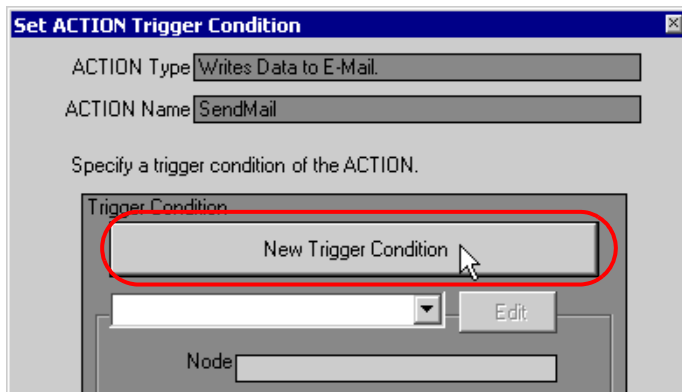 Set ACTION Trigger Condition
ACTION Type Writes Data to E-Mail.
ACTION Name SendMail
Specify a trigger condition of the ACTION.
Trigger Condition
New Trigger Condition
Edit
Node